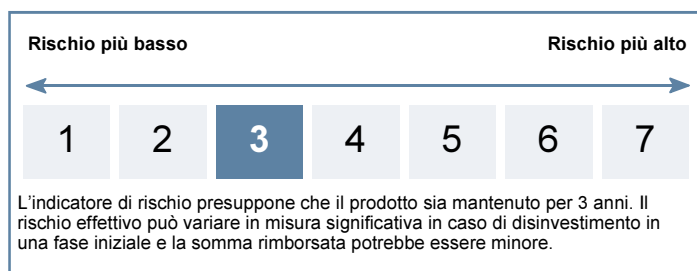 Rischio più basso Rischio più alto
1 2 3 4 5 6 7
L'indicatore di rischio presuppone che il prodotto sia mantenuto per 3 anni. Il
rischio effettivo può variare in misura significativa in caso di disinvestimento in
una fase iniziale e la somma rimborsata potrebbe essere minore.